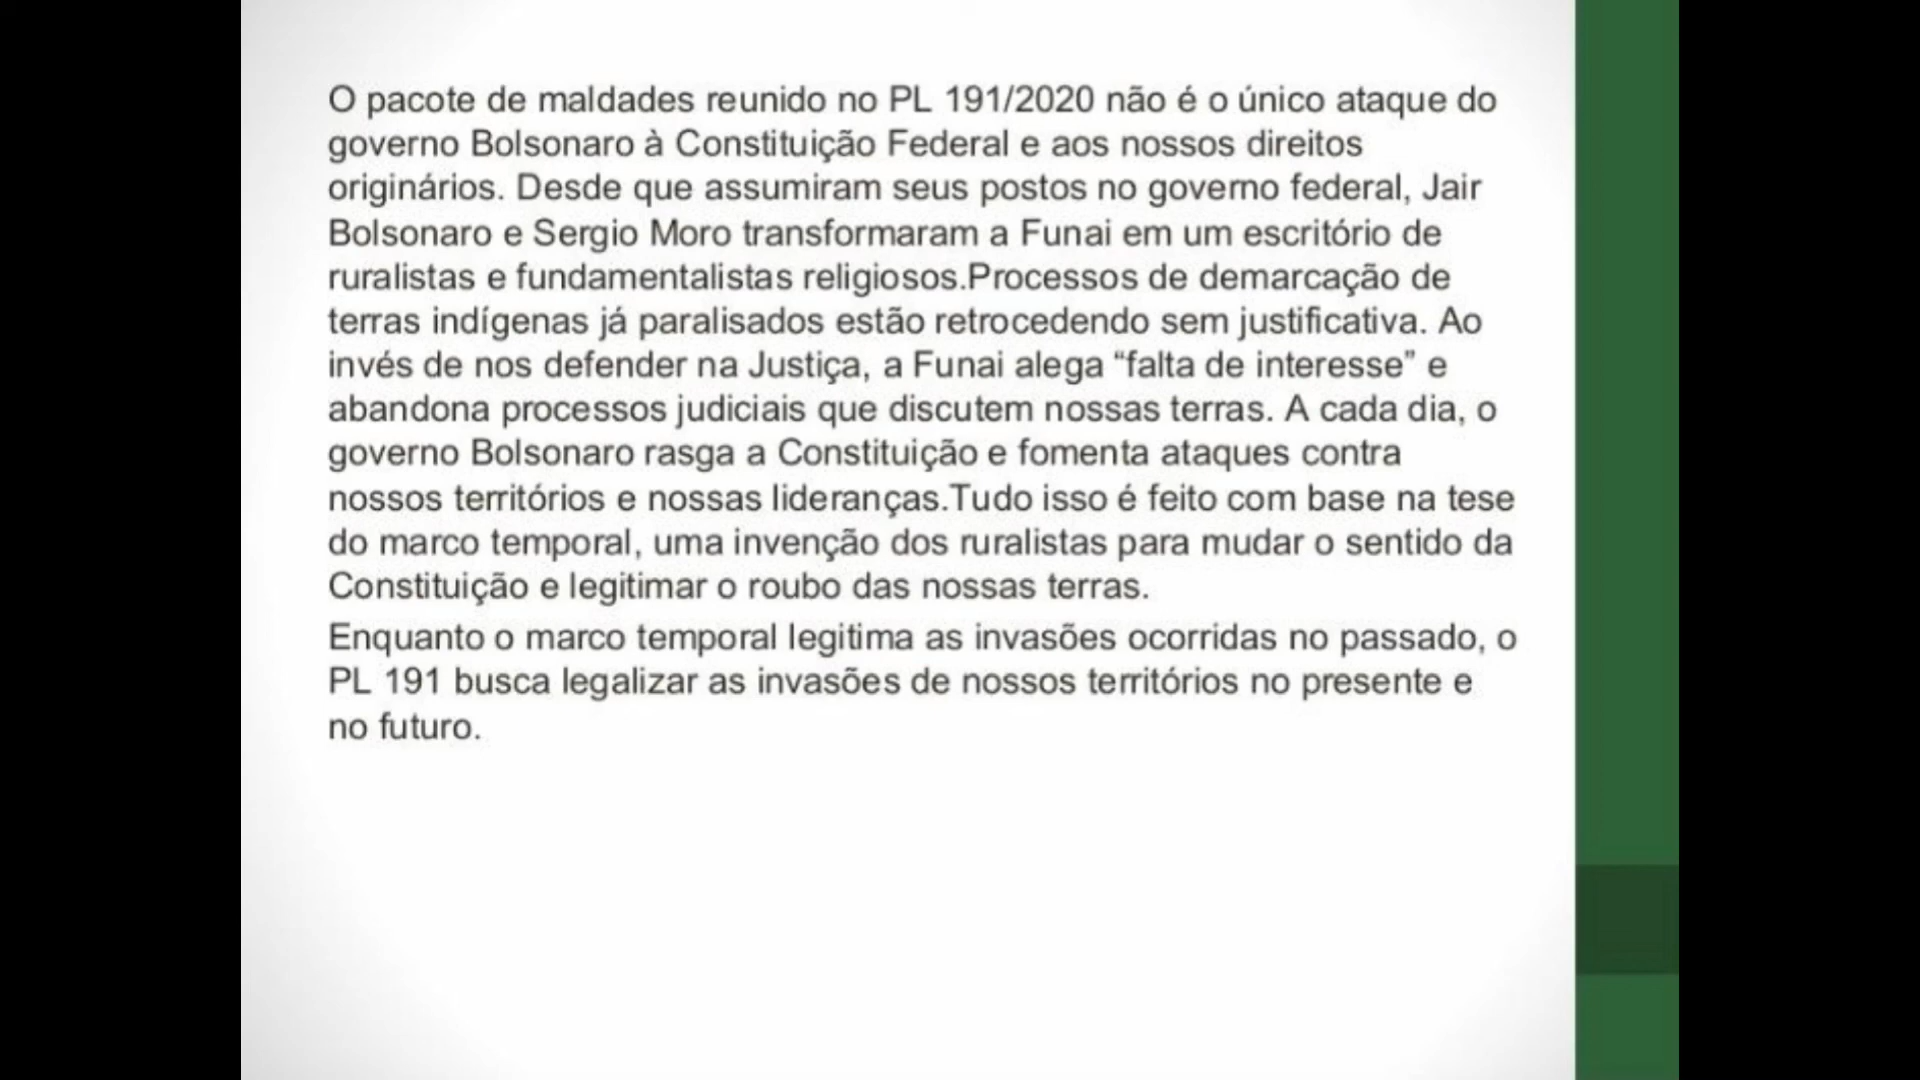 O pacote de maldades reunido no PL 191/2020 não é o único ataque do
governo Bolsonaro à Constituição Federal e aos nossos direitos
originários. Desde que assumiram seus postos no governo federal, Jair
Bolsonaro e Sergio Moro transformaram a Funai em um escritório de
ruralistas e fundamentalistas religiosos.Processos de demarcação de
terras indígenas já paralisados estão retrocedendo sem justificativa. Ao
invés de nos defender na Justiça, a Funai alega “falta de interesse” e
abandona processos judiciais que discutem nossas terras. A cada dia, o
governo Bolsonaro rasga a Constituição e fomenta ataques contra
nossos territórios e nossas lideranças.Tudo isso é feito com base na tese
do marco temporal, uma invenção dos ruralistas para mudar o sentido da
Constituição e legitimar o roubo das nossas terras.
Enquanto o marco temporal legitima as invasões ocorridas no passado, o
PL 191 busca legalizar as invasões de nossos territórios no presente e
no futuro.